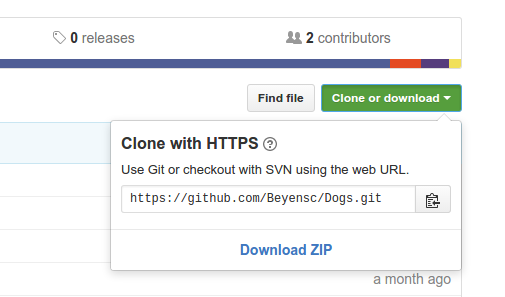 0 releases
2 contributors
Find file
Clone or download
Clone with HTTPS ?
Use Git or checkout with SVN using the web URL.
https://github.com/Beyensc/Dogs.git
Download ZIP
a month ago